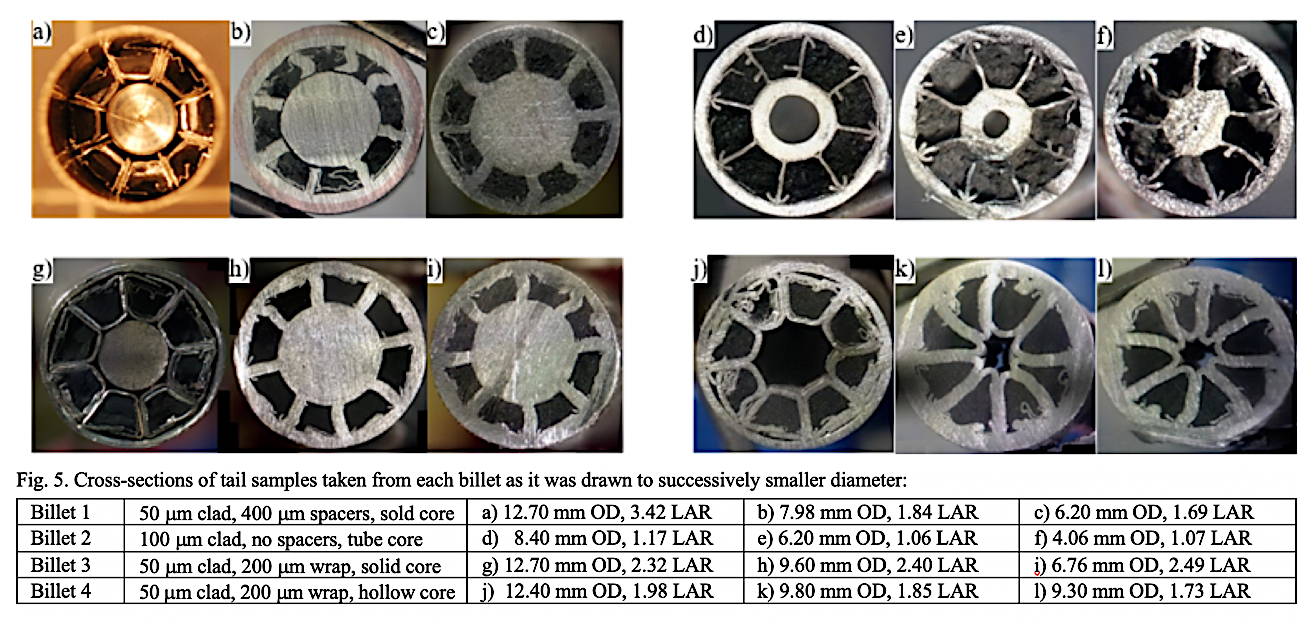 a) b) c) d) e) f)
g) h) i) j) k) l)
Fig. 5. Cross-sections of tail samples taken from each billet as it was drawn to successively smaller diameter:
Billet 1 50 μm clad, 400 μm spacers, sold core a) 12.70 mm OD, 3.42 LAR b) 7.98 mm OD, 1.84 LAR c) 6.20 mm OD, 1.69 LAR
Billet 2 100 μm clad, no spacers, tube core d) 8.40 mm OD, 1.17 LAR e) 6.20 mm OD, 1.06 LAR f) 4.06 mm OD, 1.07 LAR
Billet 3 50 μm clad, 200 μm wrap, solid core g) 12.70 mm OD, 2.32 LAR h) 9.60 mm OD, 2.40 LAR i) 6.76 mm OD, 2.49 LAR
Billet 4 50 μm clad, 200 μm wrap, hollow core j) 12.40 mm OD, 1.98 LAR k) 9.80 mm OD, 1.85 LAR l) 9.30 mm OD, 1.73 LAR